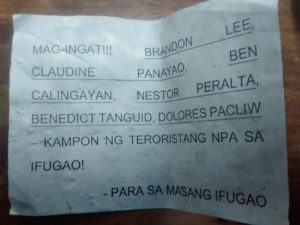 MAG-INGAT!!! BRANDON LEE,
CLAUDINE PANAYAO, BEN
CALINGAYAN, NESTOR PERALTA,
BENEDICT TANGUID, DOLORES PACLIW
– KAMPON NG TERORISTANG NPA SA
IFUGAO!
- PARA SA MASANG IFUGAO